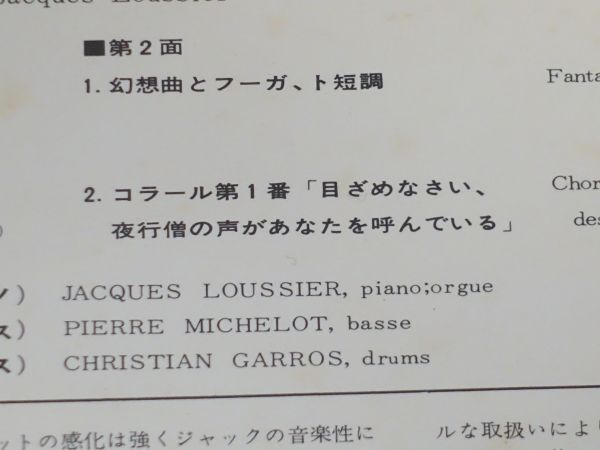 Jacques Loussier
■第2面
1. 幻想曲とフーガ、ト短調 Fanta
2. コラール第1番「目ざめなさい、 Chor
夜行僧の声があなたを呼んでいる」 des
) JACQUES LOUSSIER, piano;orgue
ス) PIERRE MICHELOT, basse
ス) CHRISTIAN GARROS, drums
ットの感化は強くジャックの音楽性に
ルな取扱いにより